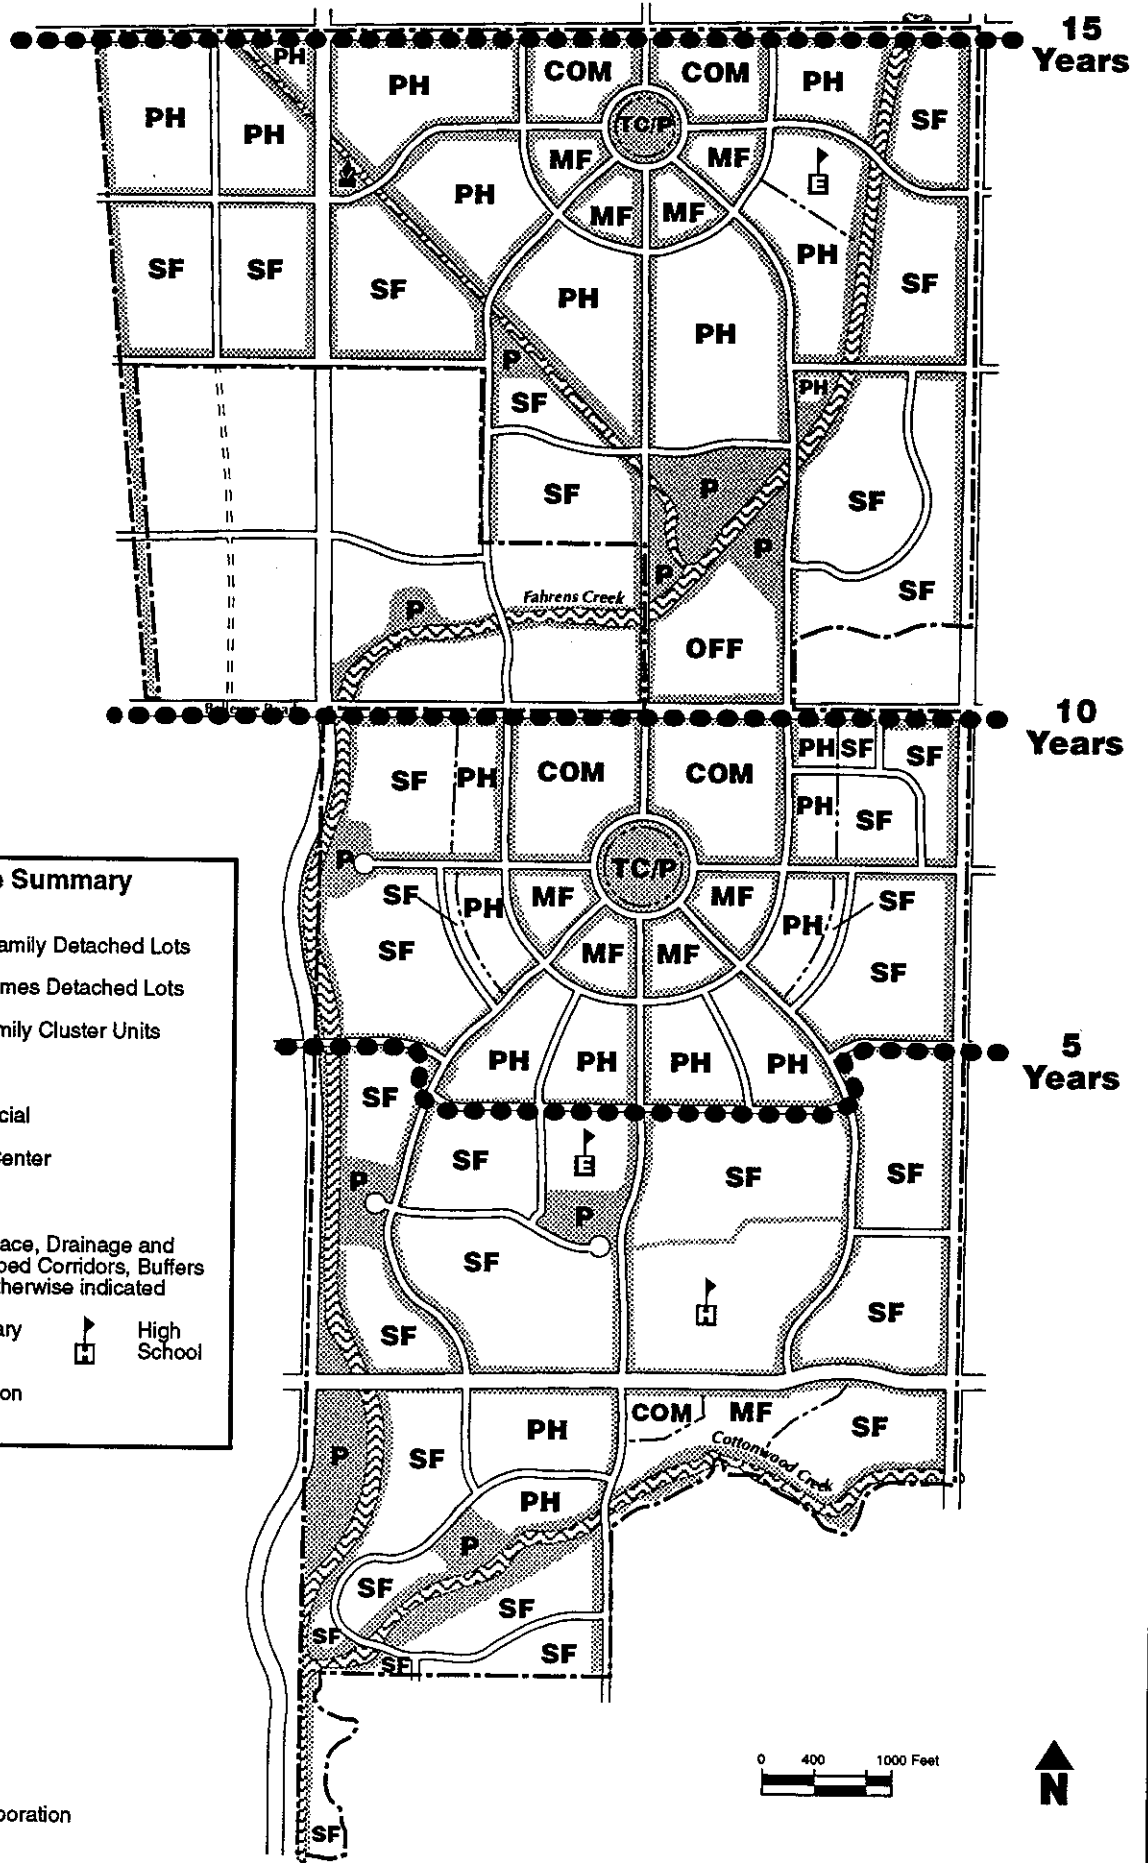 15
Years
PH
PH
COM
COM
PH
PH
PH
SF
TC/P
MF
MF
E
PH
MF
MF
SF
SF
SF
PH
SF
PH
PH
P
SF
PH
SF
P
SF
P
P
SF
P
Fahrens Creek
OFF
10
Years
SF
PH
COM
COM
PH
SF
SF
PH
SF
P
TC/P
SF
PH
MF
MF
PH
SF
SF
MF
MF
SF
5
Years
PH
PH
PH
PH
SF
SF
E
SF
SF
P
P
SF
H
SF
SF
COM
MF
SF
PH
P
SF
Cottonwood Creek
PH
P
SF
SF
SF
SF
SF
SF
Summary
amily Detached Lots
mes Detached Lots
mily Cluster Units
cial
Center
ace, Drainage and
ped Corridors, Buffers
therwise indicated
ary
H
High
School
on
poration
0 400 1000 Feet
N